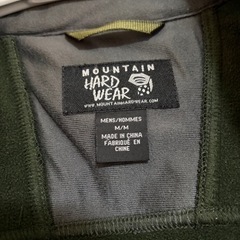 MOUNTAIN
HARD
WEAR
WWW.MOUNTAINHARDWEAR.COM
MENS/HOMMES
M/M
MADE IN CHINA
FABRIQUÉ EN CHINE